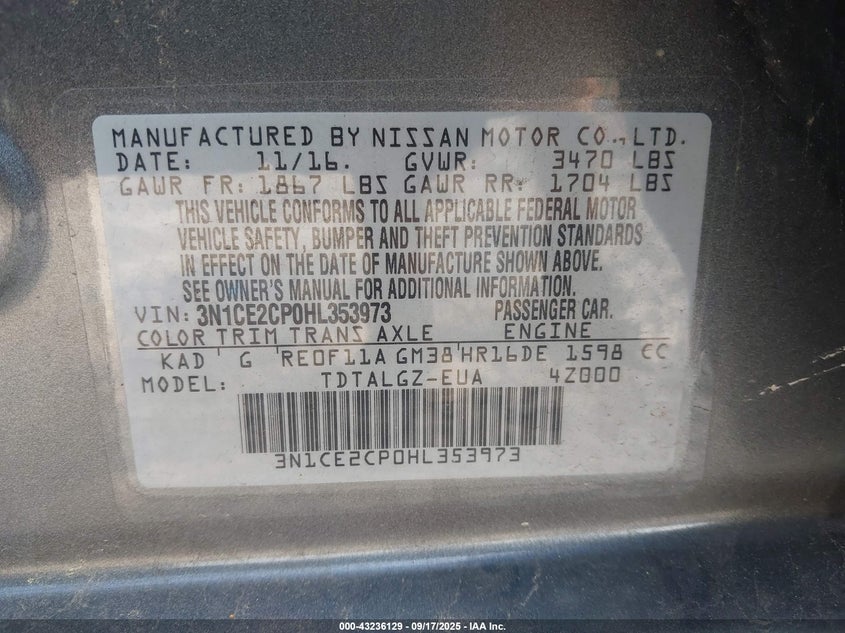 MANUFACTURED BY NISSAN MOTOR CO., LTD.
DATE: 11/16. GVWR: 3470 LBS
GAWR FR: 1867 LBS GAWR RR: 1704 LBS
THIS VEHICLE CONFORMS TO ALL APPLICABLE FEDERAL MOTOR
VEHICLE SAFETY, BUMPER AND THEFT PREVENTION STANDARDS
IN EFFECT ON THE DATE OF MANUFACTURE SHOWN ABOVE.
SEE OWNER'S MANUAL FOR ADDITIONAL INFORMATION.
VIN: 3N1CE2CP0HL353973 PASSENGER CAR.
COLOR TRIM TRANS AXLE ENGINE
KAD G RE0F11A GM38 HR16DE 1598 CC
MODEL: TDTALGZ-EUA 4Z000
3N1CE2CP0HL353973
000-43236129 - 09/17/2025 - IAA Inc.